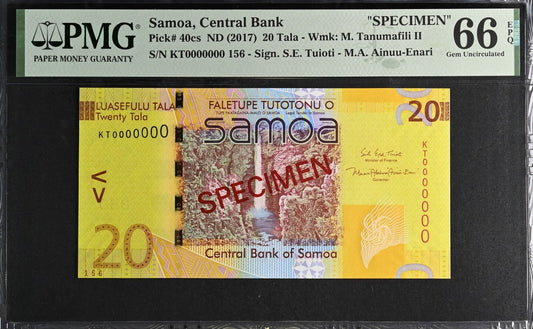 PMG
PAPER MONEY GUARANTY
Samoa, Central Bank "SPECIMEN"
Pick# 40cs ND (2017) 20 Tala - Wmk: M. Tanumafili II
S/N KT0000000 156 - Sign. S.E. Tuioti - M.A. Ainuu-Enari
66 EPQ
Gem Uncirculated
LUASEFULU TALA
Twenty Tala
KT0000000
FALETUPE TUTOTONU O
samoa
20
SPECIMEN
Minister of Finance
Governor
KT0000000
20
156
Central Bank of Samoa